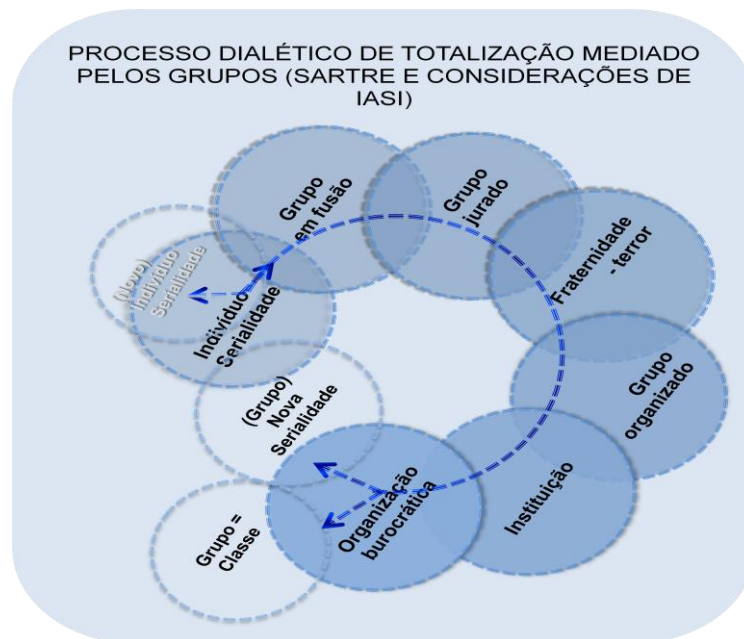 PROCESSO DIALÉTICO DE TOTALIZAÇÃO MEDIADO
PELOS GRUPOS (SARTRE E CONSIDERAÇÕES DE
IASI)
Grupo
em fusão
Grupo
jurado
Fraternidade
- terror
Grupo
organizado
Instituição
Organização
burocrática
Grupo =
Classe
(Grupo)
Nova
Serialidade
Indivíduo
Serialidade
(Novo)
Indivíduo
Serialidade